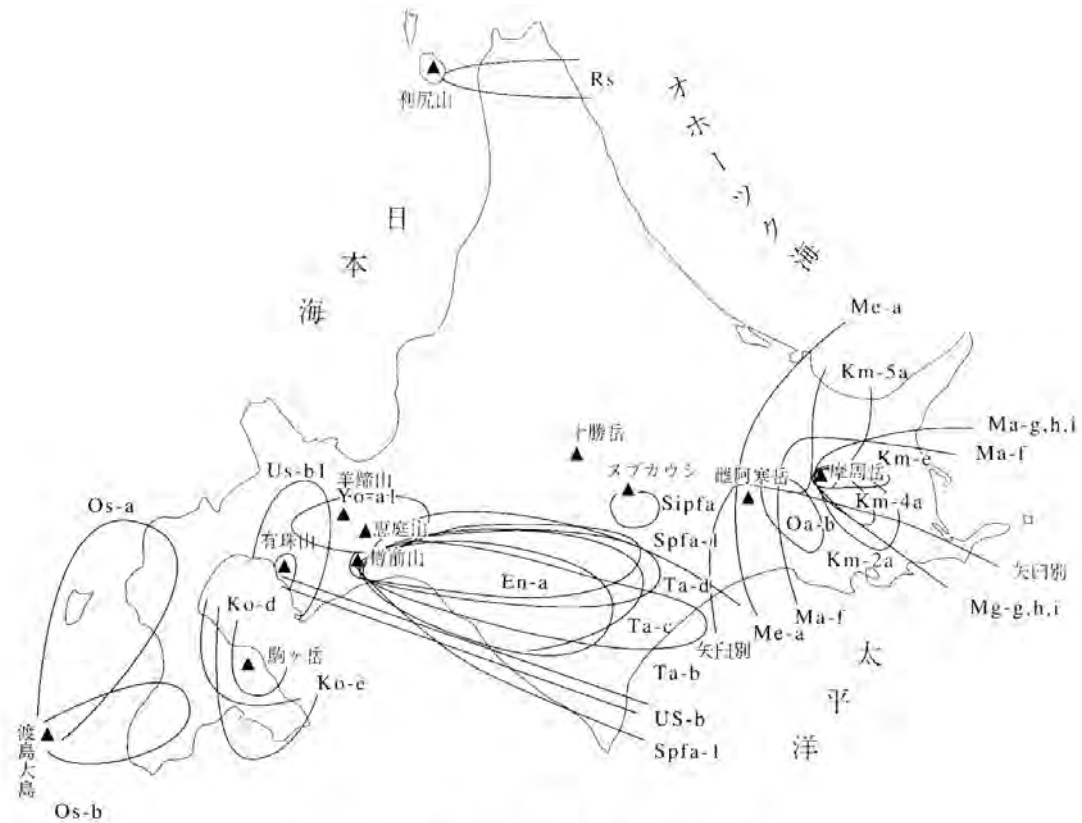 Rs
利尻山
オホーツク海
日本海
Me-a
Km-5a
Ma-g,h,i
Ma-f
十勝岳
ヌプカウシ
雌阿寒岳
摩周岳
Km-e
Us-b1
羊蹄山
Y-o-a1
Sipfa
Km-4a
Os-a
恵庭
Spfa-1
Oa-b
有珠山
樽前山
En-a
Ta-d
Km-2a
矢臼別
Ko-d
Ta-c
Ma-f
Mg-g,h,i
Me-a
矢臼別
駒ヶ岳
Ko-e
Ta-b
太平洋
US-b
渡島大島
Spfa-1
Os-b